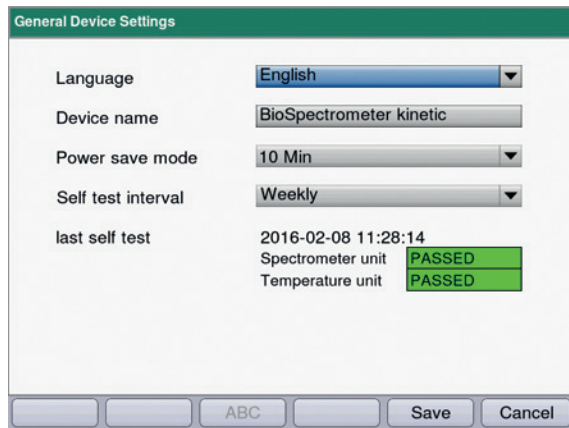 General Device Settings
Language English
Device name BioSpectrometer kinetic
Power save mode 10 Min
Self test interval Weekly
last self test 2016-02-08 11:28:14
Spectrometer unit PASSED
Temperature unit PASSED
ABC Save Cancel